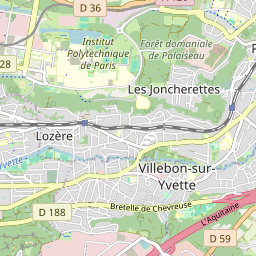 D 36
Institut
Polytechnique
de Paris
Forêt domaniale
de Palaiseau
28
Les Joncherettes
Lozère
Villebon-sur-
Yvette
Yvette
D 188
Bretelle de Chevreuse
L'Aquitaine
D 59